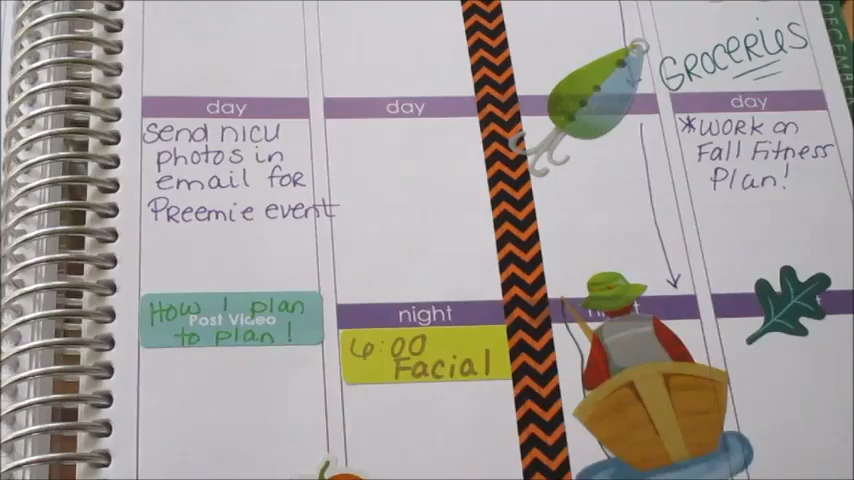 GROCERIES
DECEMBER
day
day
day
Send NICU
photos in
email for
Preemie event
*WORK on
Fall Fitness
Plan!
How I plan
Post Video
to plan!
night
6:00
Facial